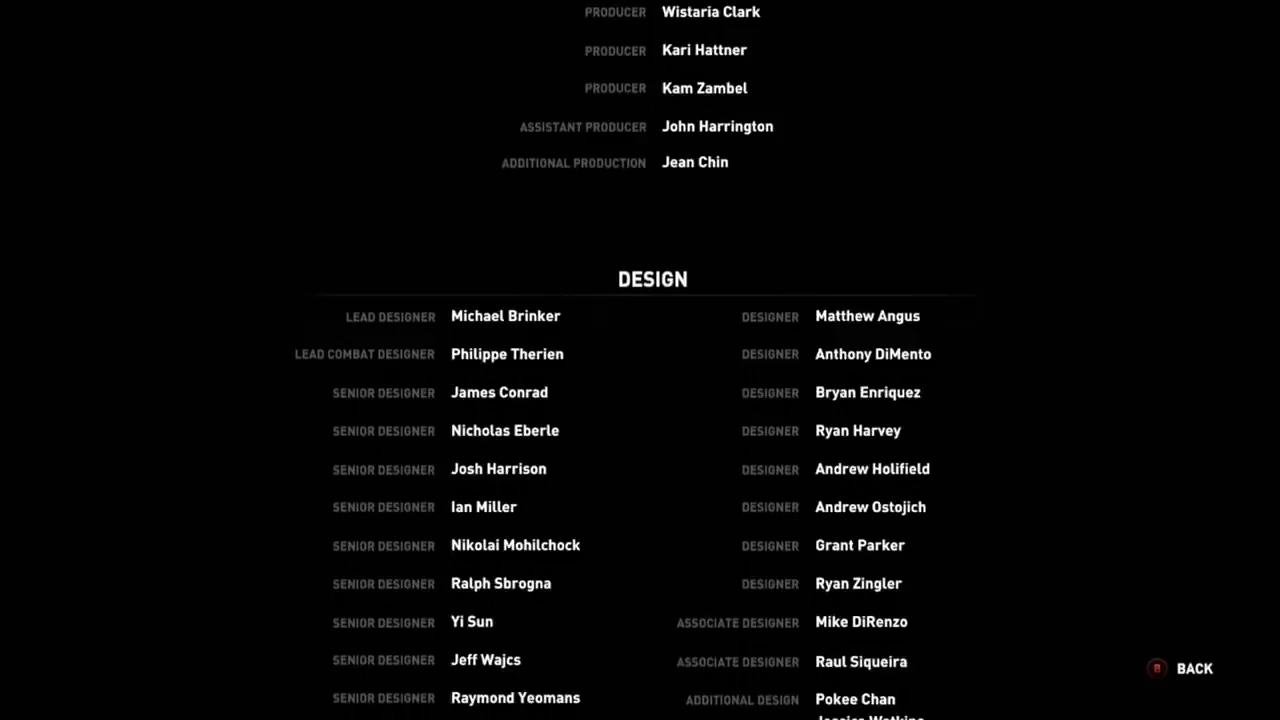 PRODUCER Wistaria Clark
PRODUCER Kari Hattner
PRODUCER Kam Zambel
ASSISTANT PRODUCER John Harrington
ADDITIONAL PRODUCTION Jean Chin
DESIGN
LEAD DESIGNER Michael Brinker DESIGNER Matthew Angus
LEAD COMBAT DESIGNER Philippe Therien DESIGNER Anthony DiMento
SENIOR DESIGNER James Conrad DESIGNER Bryan Enriquez
SENIOR DESIGNER Nicholas Eberle DESIGNER Ryan Harvey
SENIOR DESIGNER Josh Harrison DESIGNER Andrew Holifield
SENIOR DESIGNER Ian Miller DESIGNER Andrew Ostojich
SENIOR DESIGNER Nikolai Mohilchock DESIGNER Grant Parker
SENIOR DESIGNER Ralph Sbrogna DESIGNER Ryan Zingler
SENIOR DESIGNER Yi Sun ASSOCIATE DESIGNER Mike DiRenzo
SENIOR DESIGNER Jeff Wajcs ASSOCIATE DESIGNER Raul Siqueira
B BACK
SENIOR DESIGNER Raymond Yeomans ADDITIONAL DESIGN Pokee Chan